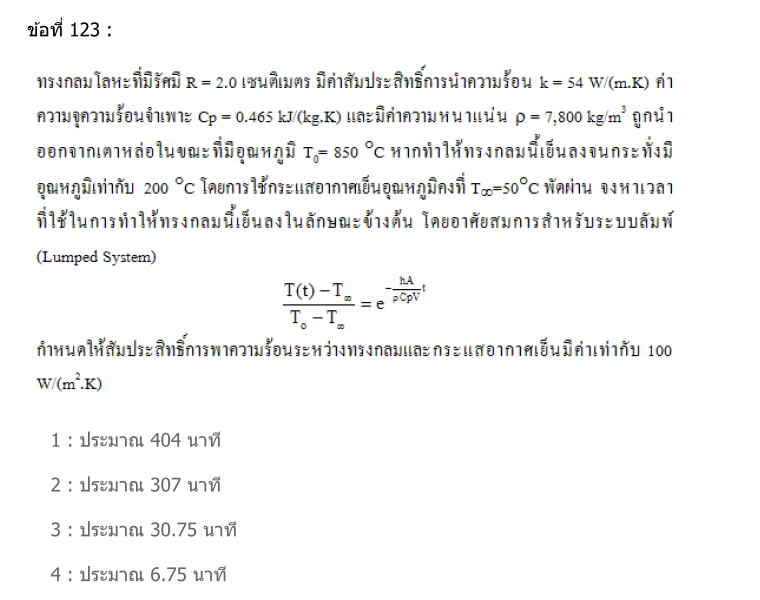 ข้อที่ 123 :
ทรงกลมโลหะที่มีรัศมี R = 2.0 เซนติเมตร มีค่าสัมประสิทธิ์การนำความร้อน k = 54 W/(m.K) ค่า
ความจุความร้อนจำเพาะ Cp = 0.465 kJ/(kg.K) และมีค่าความหนาแน่น ρ = 7,800 kg/m³ ถูกนำ
ออกจากเตาหล่อในขณะที่มีอุณหภูมิ T₀= 850 °C หากทำให้ทรงกลมนี้เย็นลงจนกระทั่งมี
อุณหภูมิเท่ากับ 200 °C โดยการใช้กระแสอากาศเย็นอุณหภูมิคงที่ T∞=50°C พัดผ่าน จงหาเวลา
ที่ใช้ในการทำให้ทรงกลมนี้เย็นลงในลักษณะข้างต้น โดยอาศัยสมการสำหรับระบบลัมพ์
(Lumped System)
(T(t) − T∞)/(T₀ − T∞) = e^(−(hA/ρCpV)t)
กำหนดให้สัมประสิทธิ์การพาความร้อนระหว่างทรงกลมและกระแสอากาศเย็นมีค่าเท่ากับ 100
W/(m².K)
1 : ประมาณ 404 นาที
2 : ประมาณ 307 นาที
3 : ประมาณ 30.75 นาที
4 : ประมาณ 6.75 นาที